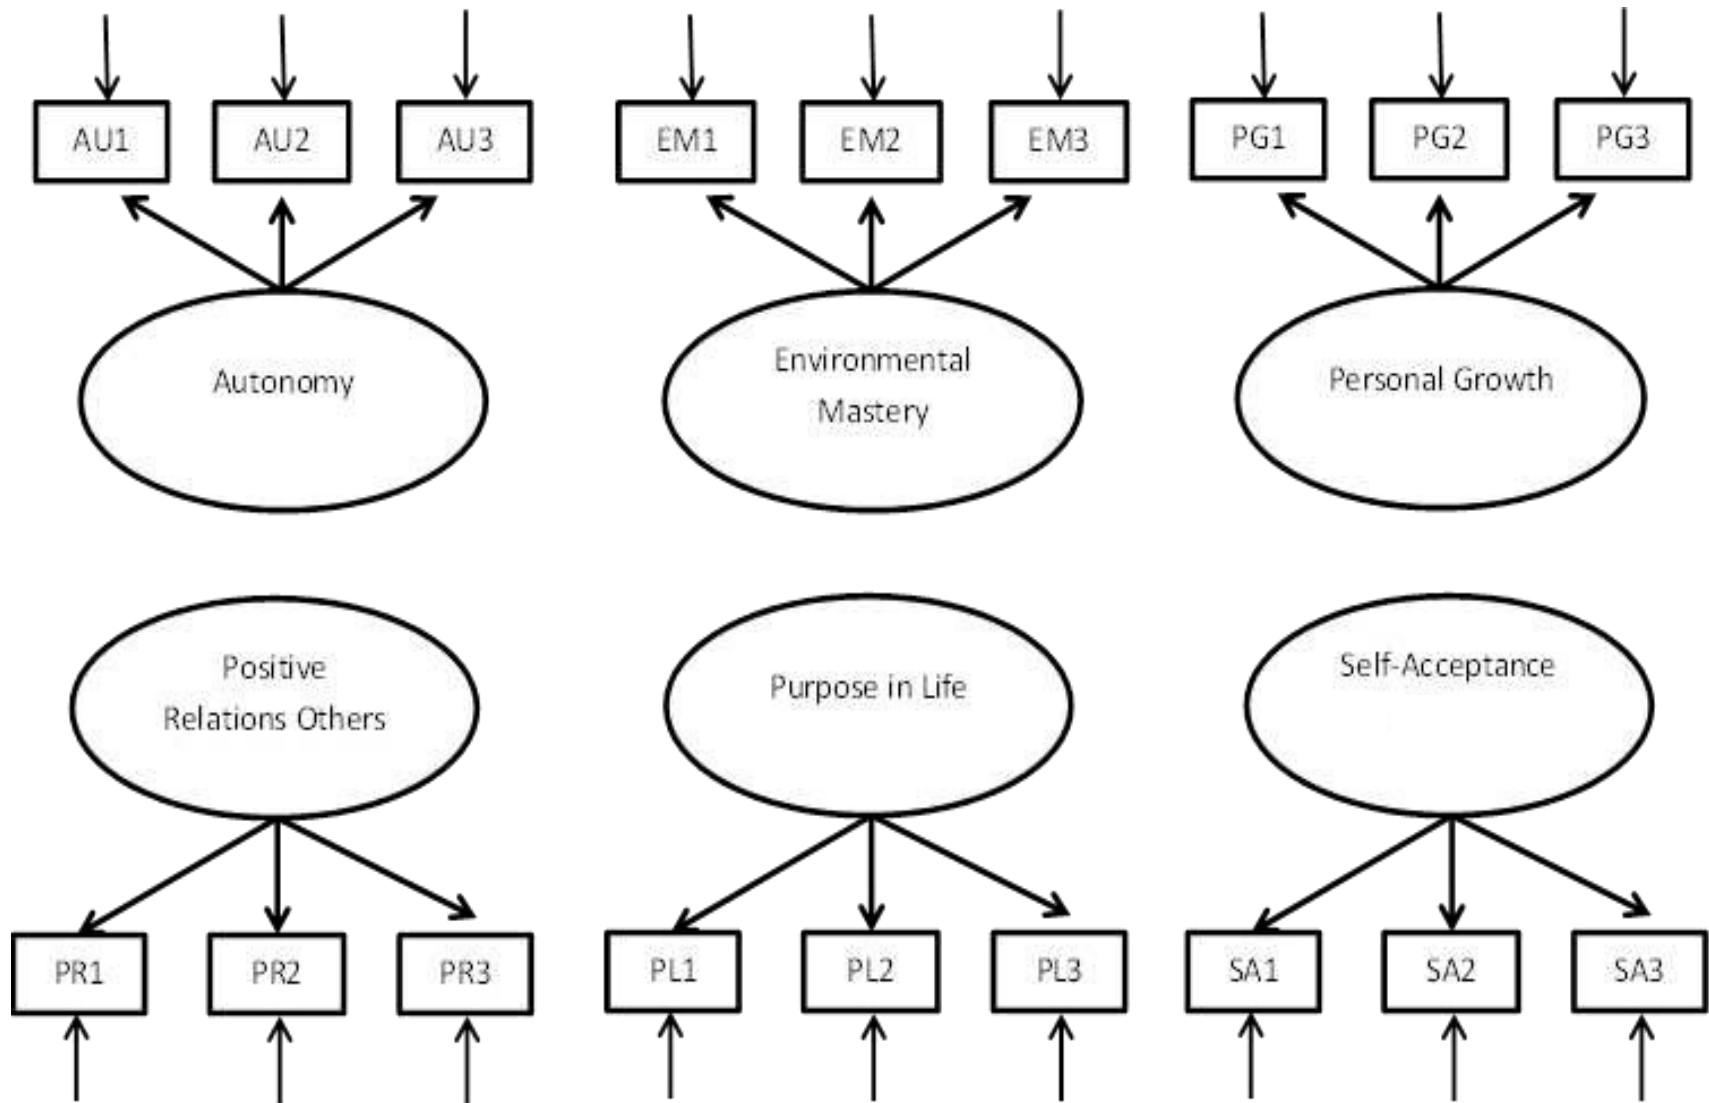 AU1 AU2 AU3 EM1 EM2 EM3 PG1 PG2 PG3
Autonomy
Environmental
Mastery
Personal Growth
Positive
Relations Others
Purpose in Life
Self-Acceptance
PR1 PR2 PR3 PL1 PL2 PL3 SA1 SA2 SA3